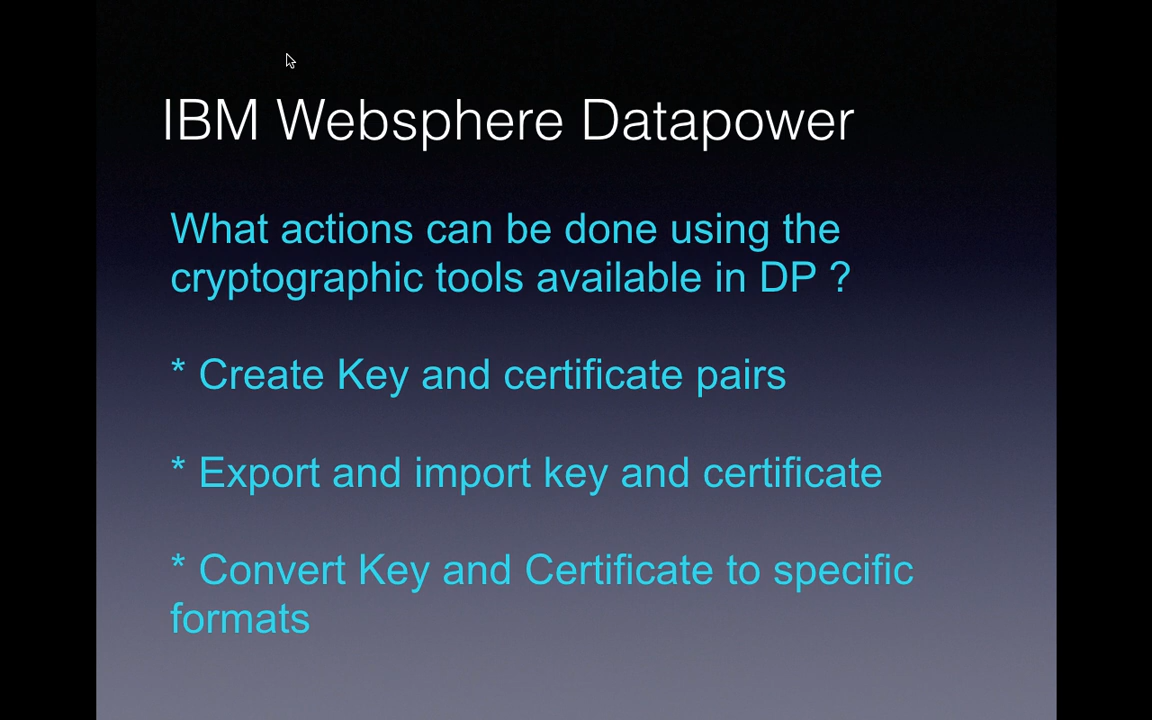 IBM Websphere Datapower
What actions can be done using the
cryptographic tools available in DP ?
* Create Key and certificate pairs
* Export and import key and certificate
* Convert Key and Certificate to specific
formats